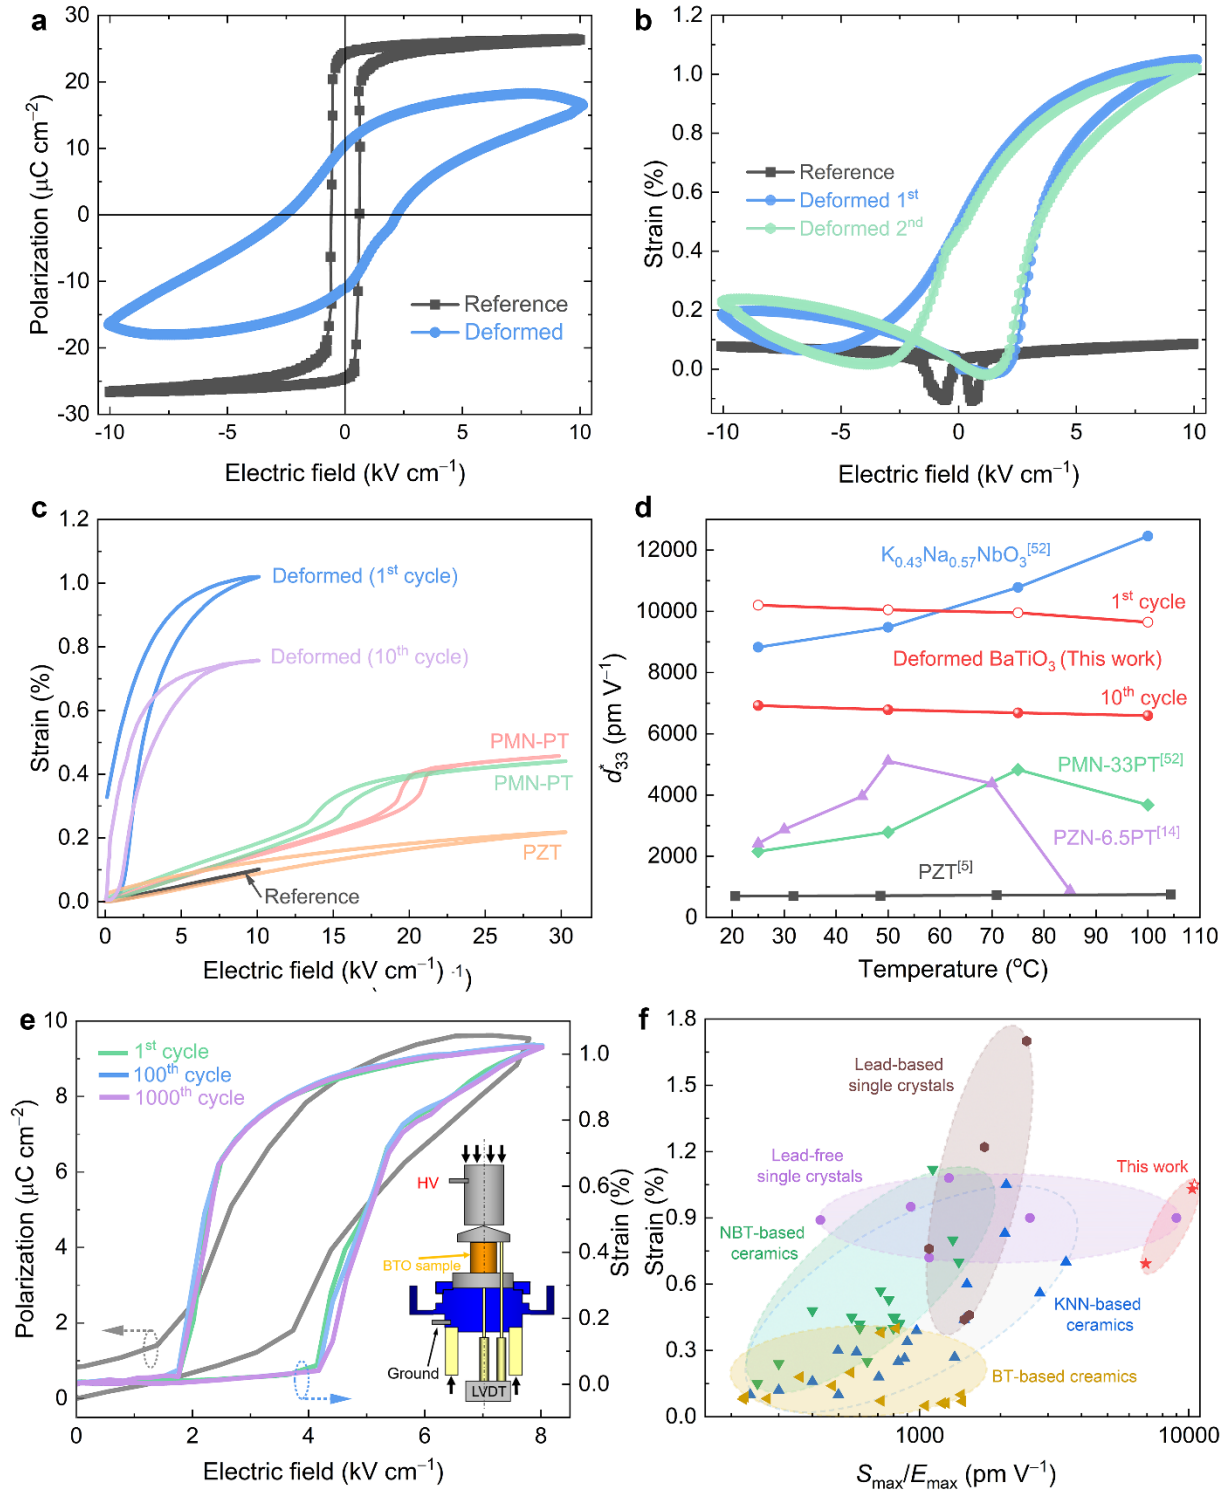 a
30
20
10
0
-10
-20
-30
Polarization (μC cm⁻²)
Reference
Deformed
-10
-5
0
5
10
Electric field (kV cm⁻¹)
b
1.2
1.0
0.8
0.6
0.4
0.2
0.0
Strain (%)
Reference
Deformed 1st
Deformed 2nd
-10
-5
0
5
10
Electric field (kV cm⁻¹)
c
1.2
1.0
0.8
0.6
0.4
0.2
0.0
Strain (%)
Deformed (1st cycle)
Deformed (10th cycle)
PMN-PT
PMN-PT
PZT
Reference
0
5
10
15
20
25
30
Electric field (kV cm⁻¹)
d
12000
10000
8000
6000
4000
2000
0
d*33 (pm V⁻¹)
K0.43Na0.57NbO3[52]
1st cycle
Deformed BaTiO3 (This work)
10th cycle
PMN-33PT[52]
PZN-6.5PT[14]
PZT[5]
20
30
40
50
60
70
80
90
100
110
Temperature (°C)
e
10
8
6
4
2
0
Polarization (μC cm⁻²)
1st cycle
100th cycle
1000th cycle
HV
BTO sample
Ground
LVDT
1.0
0.8
0.6
0.4
0.2
0.0
Strain (%)
0
2
4
6
8
Electric field (kV cm⁻¹)
f
1.8
1.5
1.2
0.9
0.6
0.3
0.0
Strain (%)
Lead-based
single crystals
Lead-free
single crystals
This work
NBT-based
ceramics
KNN-based
ceramics
BT-based creamics
1000
10000
Smax/Emax (pm V⁻¹)